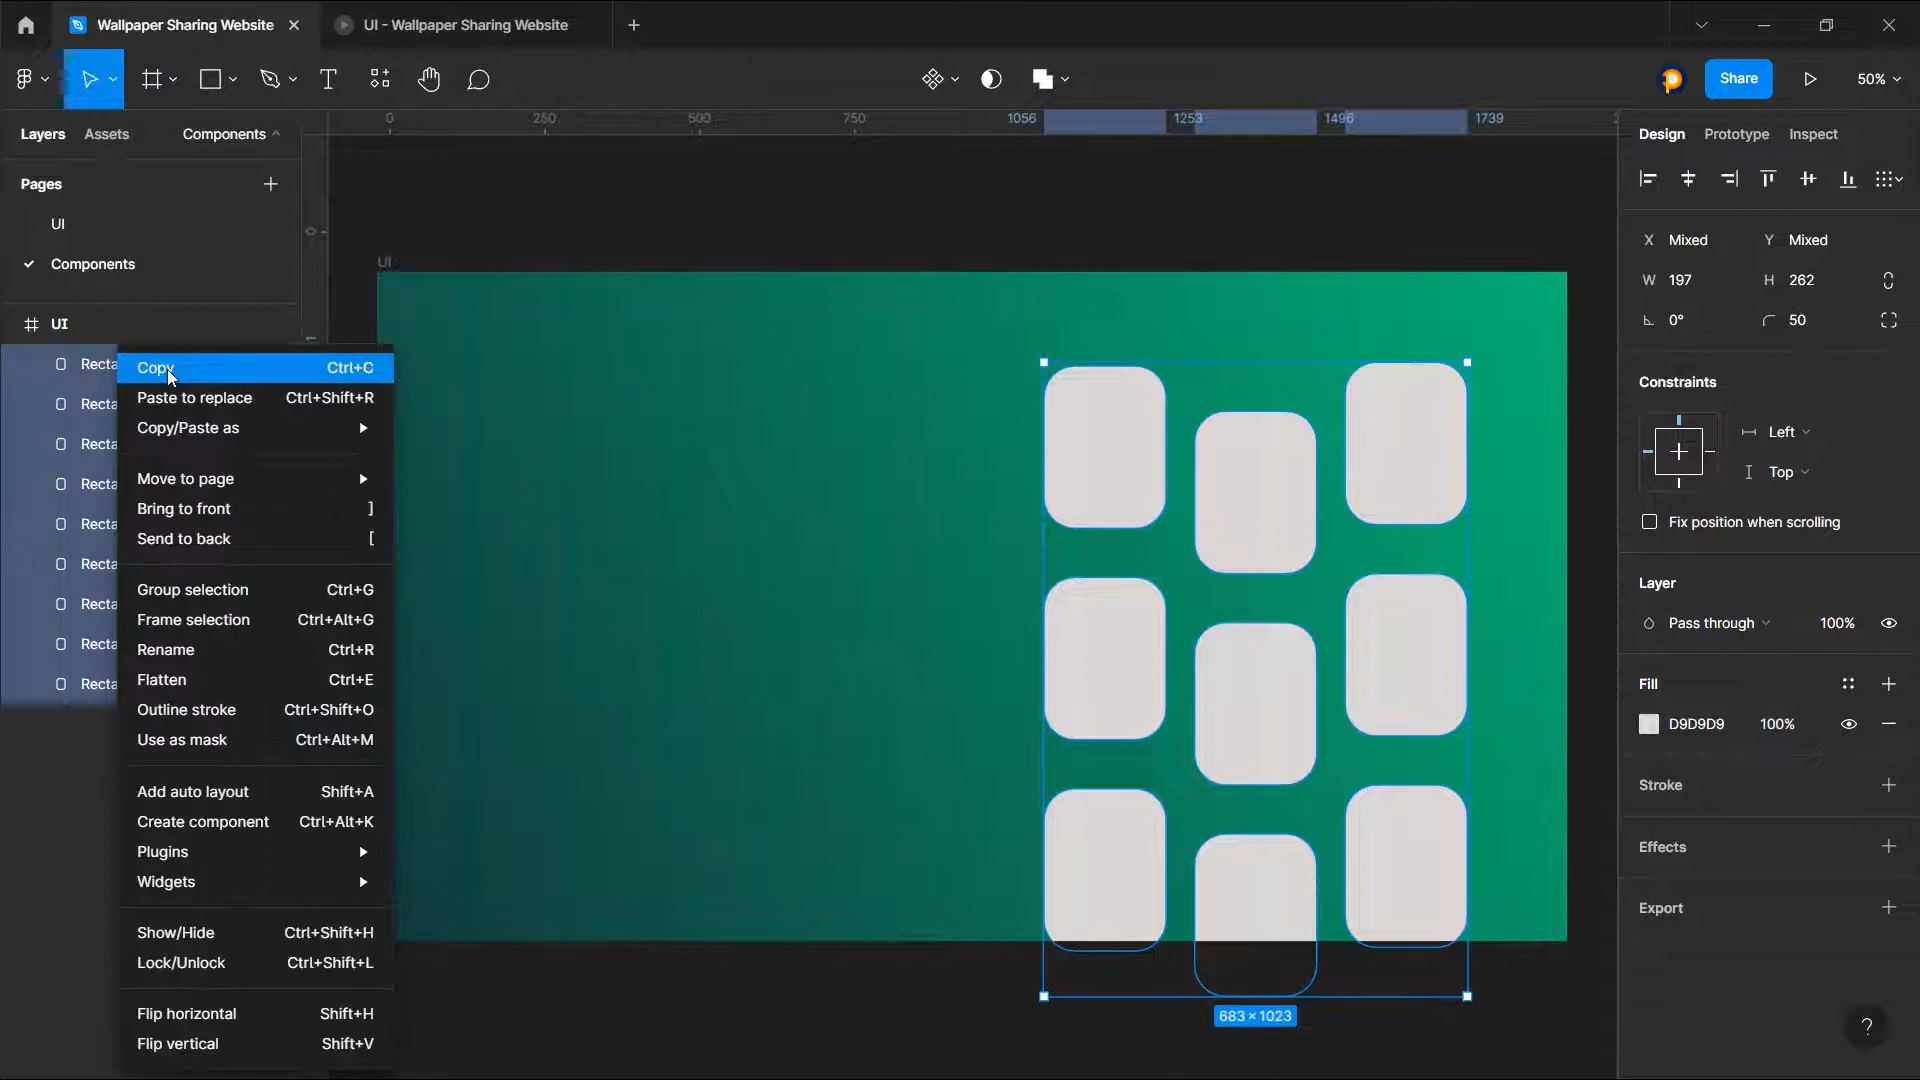 Wallpaper Sharing Website
UI - Wallpaper Sharing Website
Share
50%
Layers
Assets
Components
0
250
500
750
1056
1253
1496
1739
Design
Prototype
Inspect
Pages
UI
Components
UI
Recta
Recta
Recta
Recta
Recta
Recta
Recta
Recta
Recta
Copy Ctrl+C
Paste to replace Ctrl+Shift+R
Copy/Paste as
Move to page
Bring to front ]
Send to back [
Group selection Ctrl+G
Frame selection Ctrl+Alt+G
Rename Ctrl+R
Flatten Ctrl+E
Outline stroke Ctrl+Shift+O
Use as mask Ctrl+Alt+M
Add auto layout Shift+A
Create component Ctrl+Alt+K
Plugins
Widgets
Show/Hide Ctrl+Shift+H
Lock/Unlock Ctrl+Shift+L
Flip horizontal Shift+H
Flip vertical Shift+V
UI
683 × 1023
X Mixed Y Mixed
W 197 H 262
0° 50
Constraints
Left
Top
Fix position when scrolling
Layer
Pass through 100%
Fill
D9D9D9 100%
Stroke
Effects
Export
?